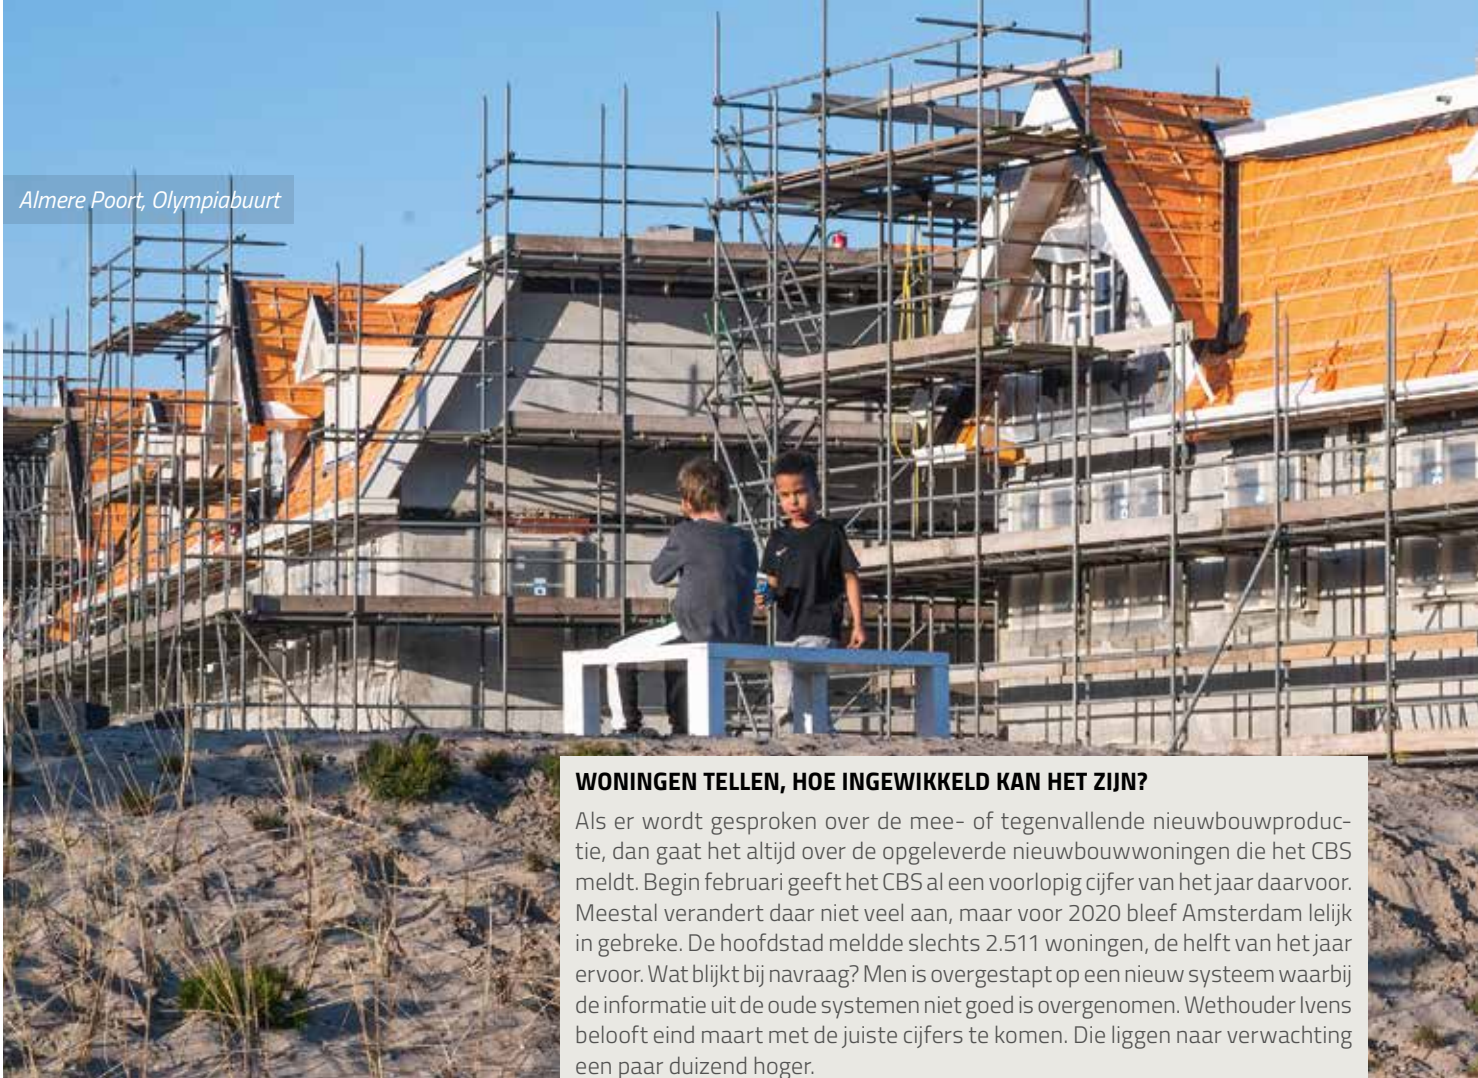 Almere Poort, Olympiabuurt
WONINGEN TELLEN, HOE INGEWIKKELD KAN HET ZIJN?
Als er wordt gesproken over de mee- of tegenvallende nieuwbouwproduc-
tie, dan gaat het altijd over de opgeleverde nieuwbouwwoningen die het CBS
meldt. Begin februari geeft het CBS al een voorlopig cijfer van het jaar daarvoor.
Meestal verandert daar niet veel aan, maar voor 2020 bleef Amsterdam lelijk
in gebreke. De hoofdstad meldde slechts 2.511 woningen, de helft van het jaar
ervoor. Wat blijkt bij navraag? Men is overgestapt op een nieuw systeem waarbij
de informatie uit de oude systemen niet goed is overgenomen. Wethouder Ivens
belooft eind maart met de juiste cijfers te komen. Die liggen naar verwachting
een paar duizend hoger.